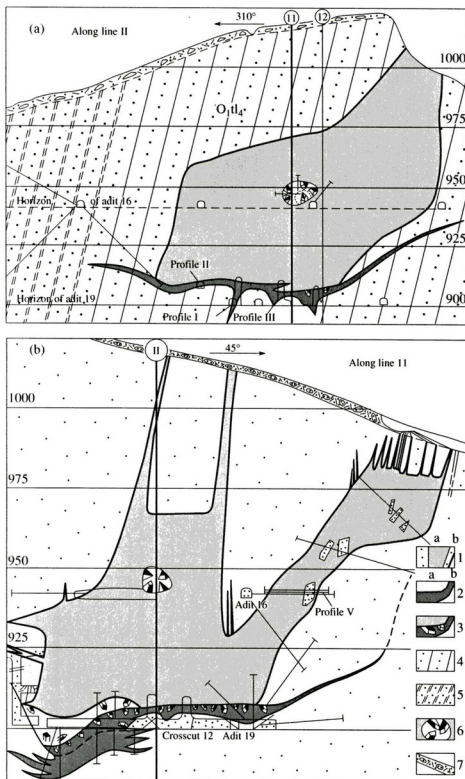 (a)
Along line II
310°
11
12
1000
O₁tl₄
975
950
Horizon of adit 16
925
Profile II
Horizon of adit 19
900
Profile I
Profile III
(b)
II
45°
Along line 11
1000
975
a b
1
950
a b
2
Adit 16
Profile V
3
925
4
5
6
Crosscut 12
Adit 19
7